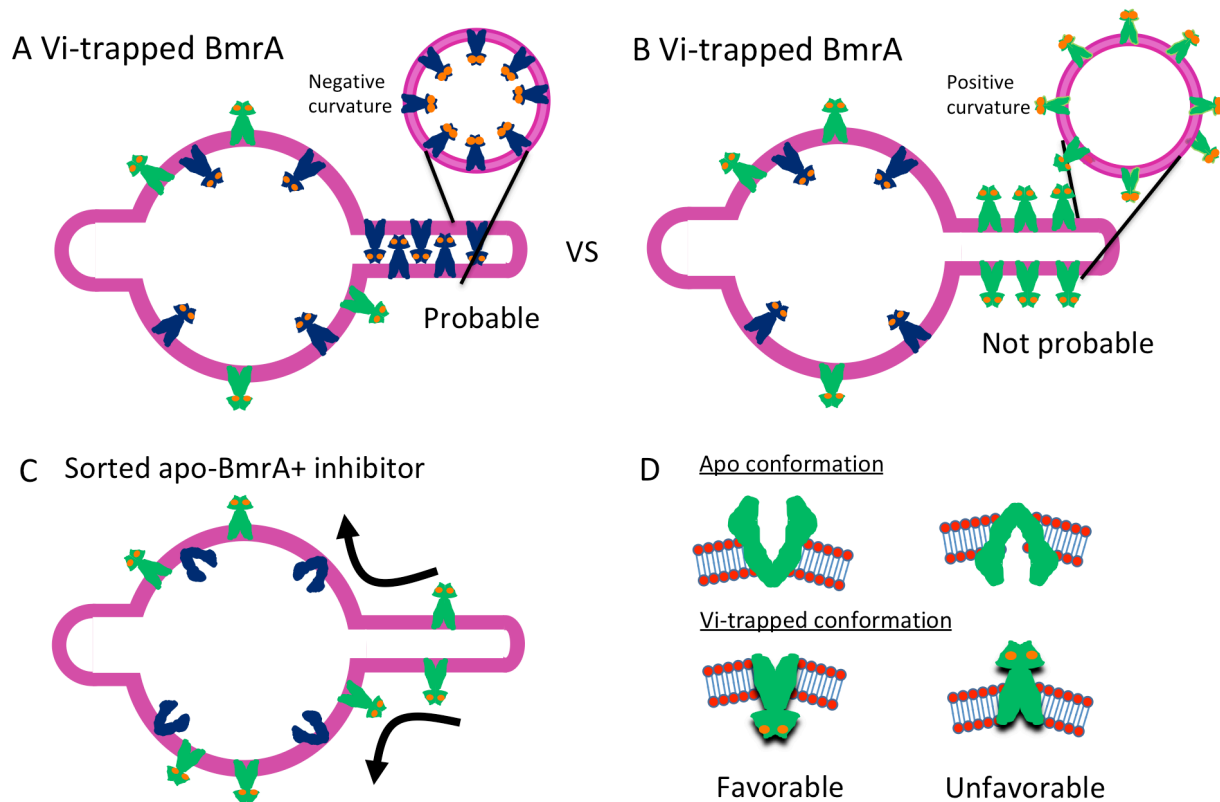 A Vi-trapped BmrA
Negative
curvature
Probable
VS
B Vi-trapped BmrA
Positive
curvature
Not probable
C Sorted apo-BmrA+ inhibitor
D
Apo conformation
Vi-trapped conformation
Favorable
Unfavorable